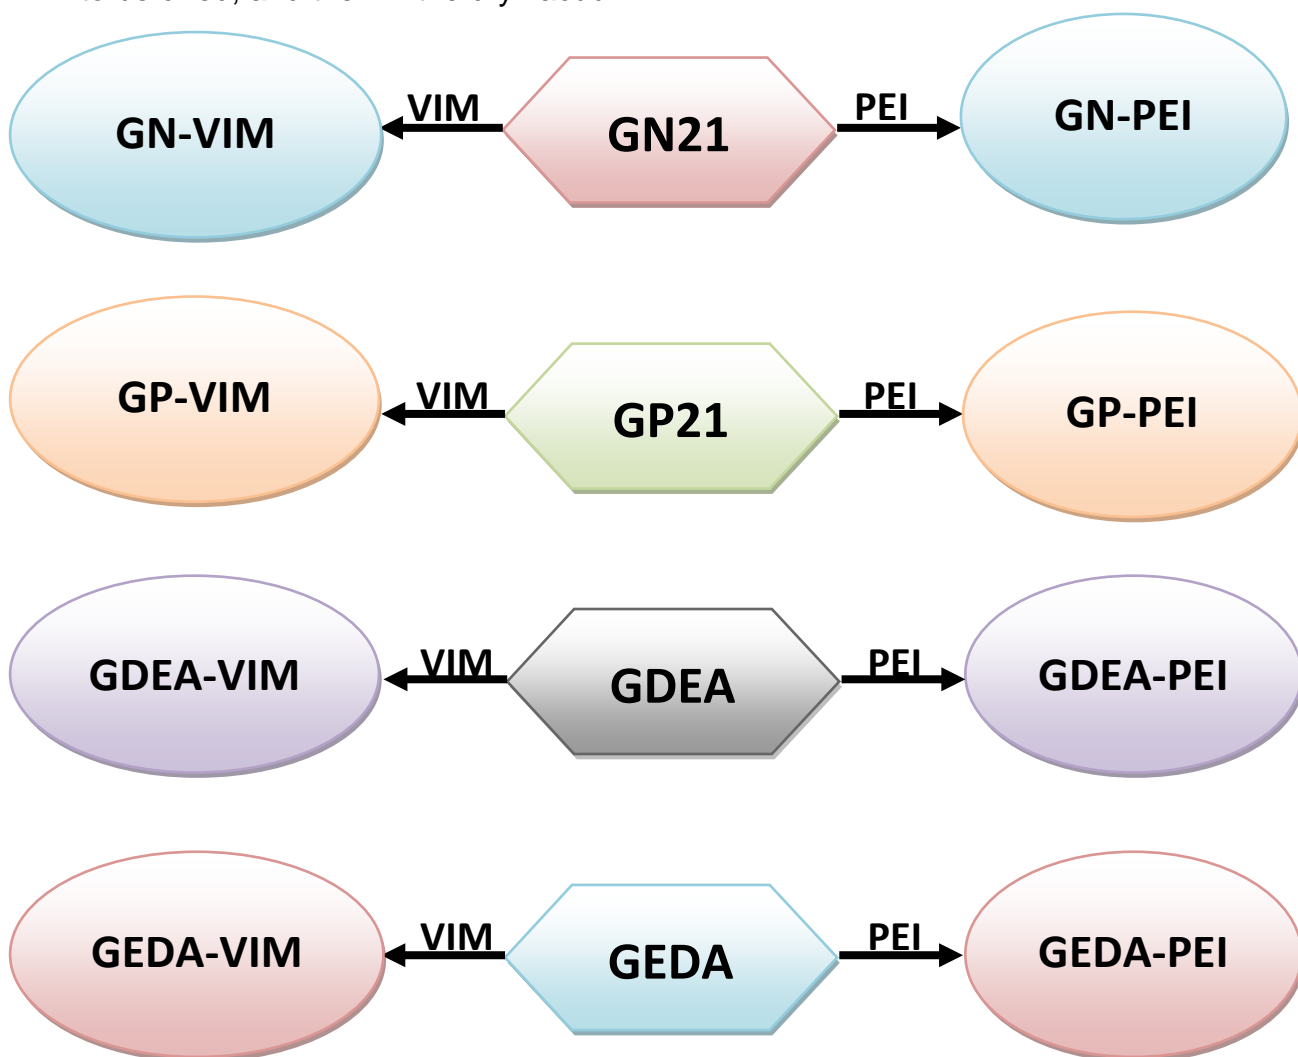 GN-VIM VIM GN21 PEI GN-PEI
GP-VIM VIM GP21 PEI GP-PEI
GDEA-VIM VIM GDEA PEI GDEA-PEI
GEDA-VIM VIM GEDA PEI GEDA-PEI